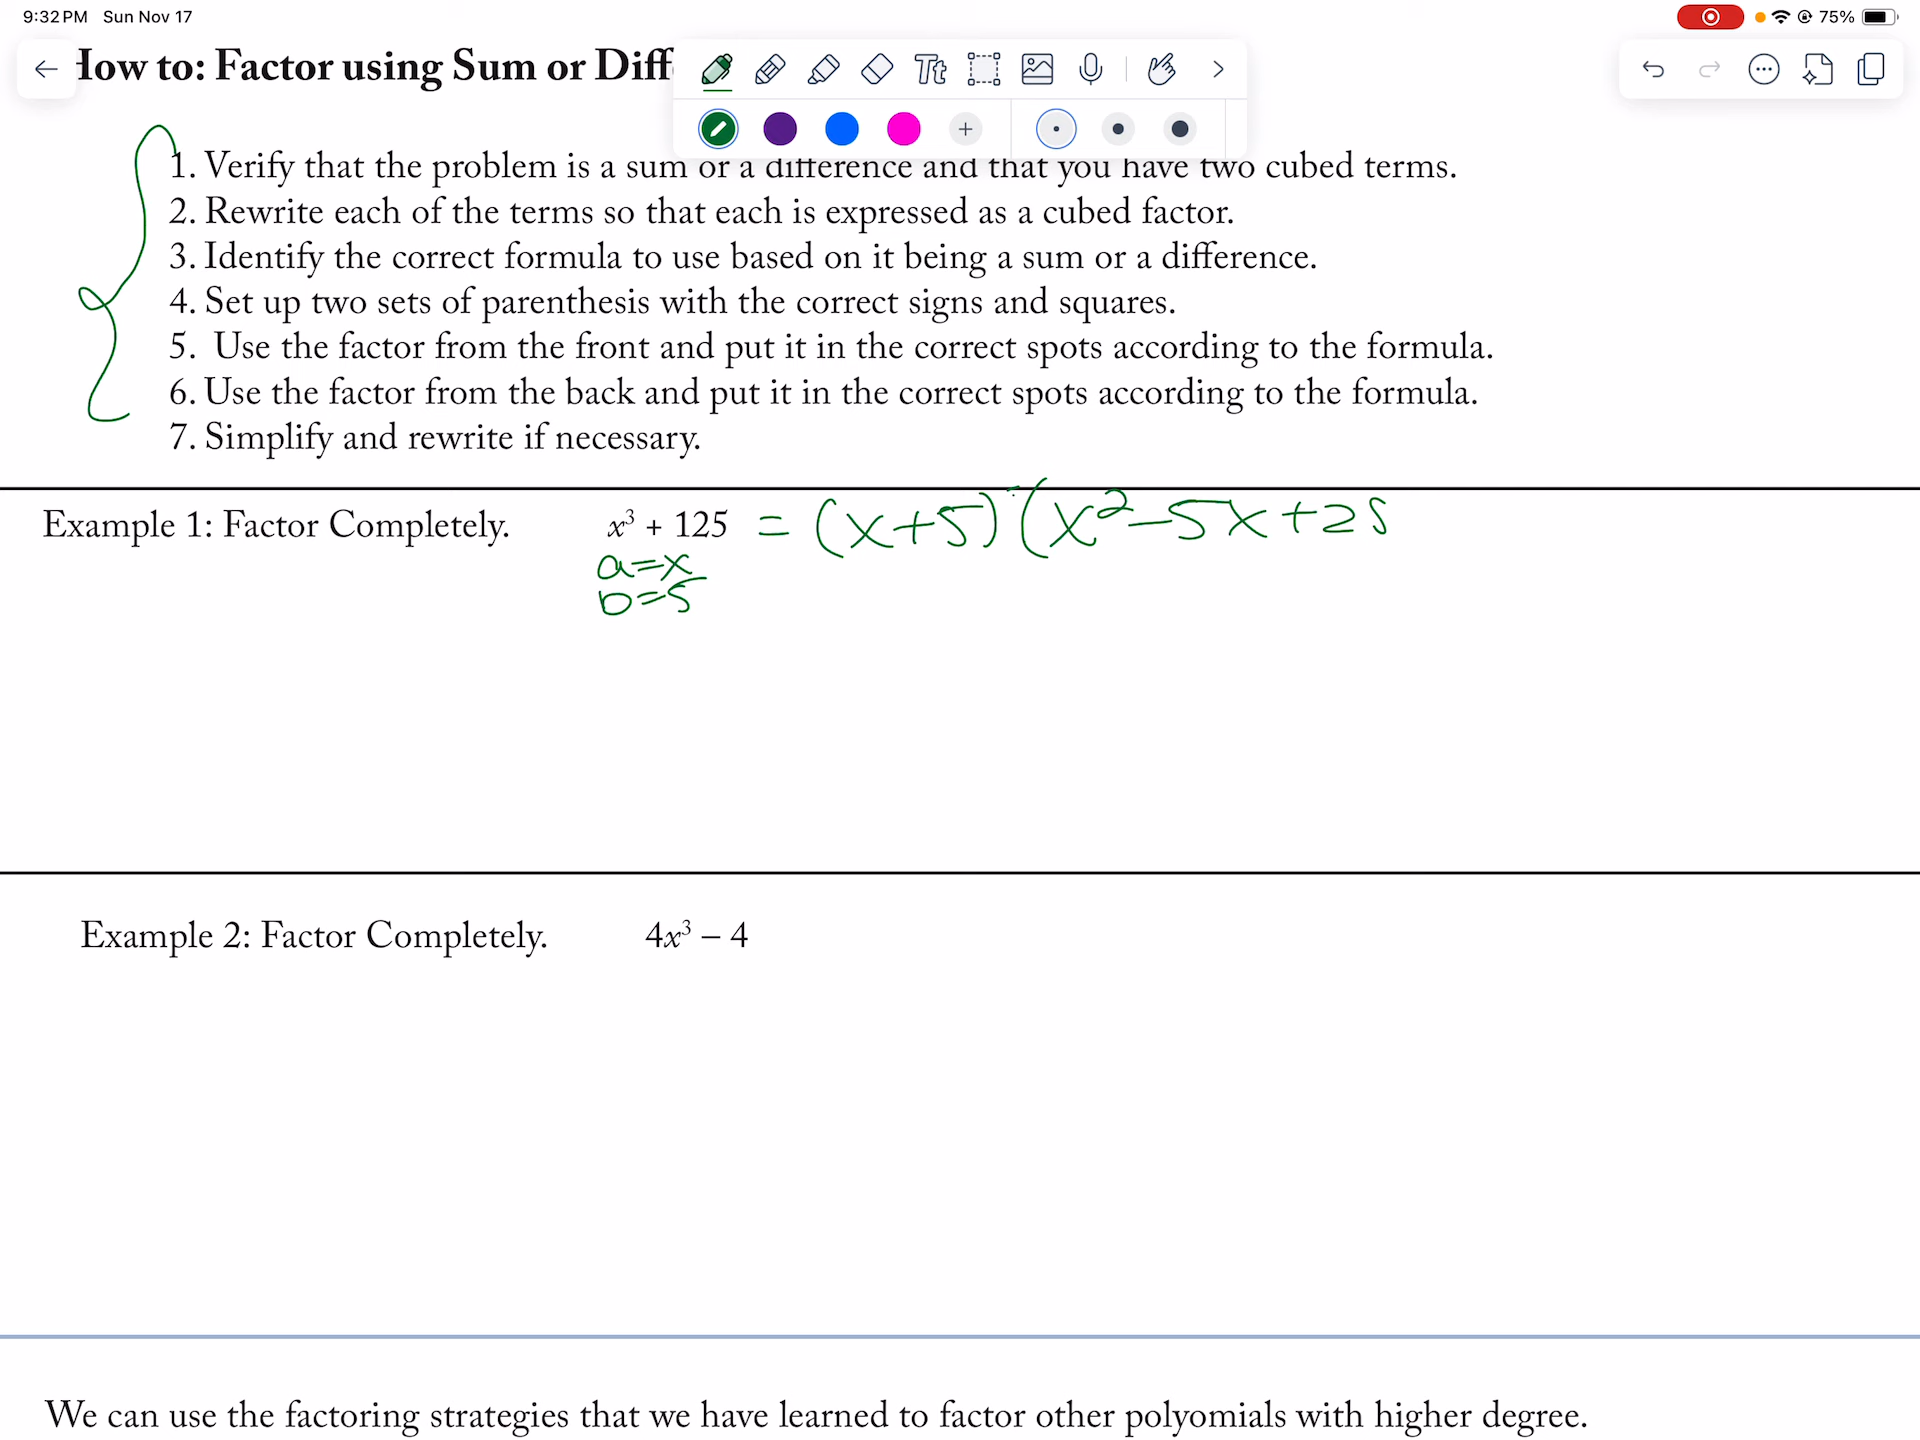 9:32 PM Sun Nov 17
75%
How to: Factor using Sum or Diff
Tt
1. Verify that the problem is a sum or a difference and that you have two cubed terms.
2. Rewrite each of the terms so that each is expressed as a cubed factor.
3. Identify the correct formula to use based on it being a sum or a difference.
4. Set up two sets of parenthesis with the correct signs and squares.
5. Use the factor from the front and put it in the correct spots according to the formula.
6. Use the factor from the back and put it in the correct spots according to the formula.
7. Simplify and rewrite if necessary.
Example 1: Factor Completely. x³ + 125 = (x+5)(x²-5x+25
a=x
b=5
Example 2: Factor Completely. 4x³ – 4
We can use the factoring strategies that we have learned to factor other polyomials with higher degree.